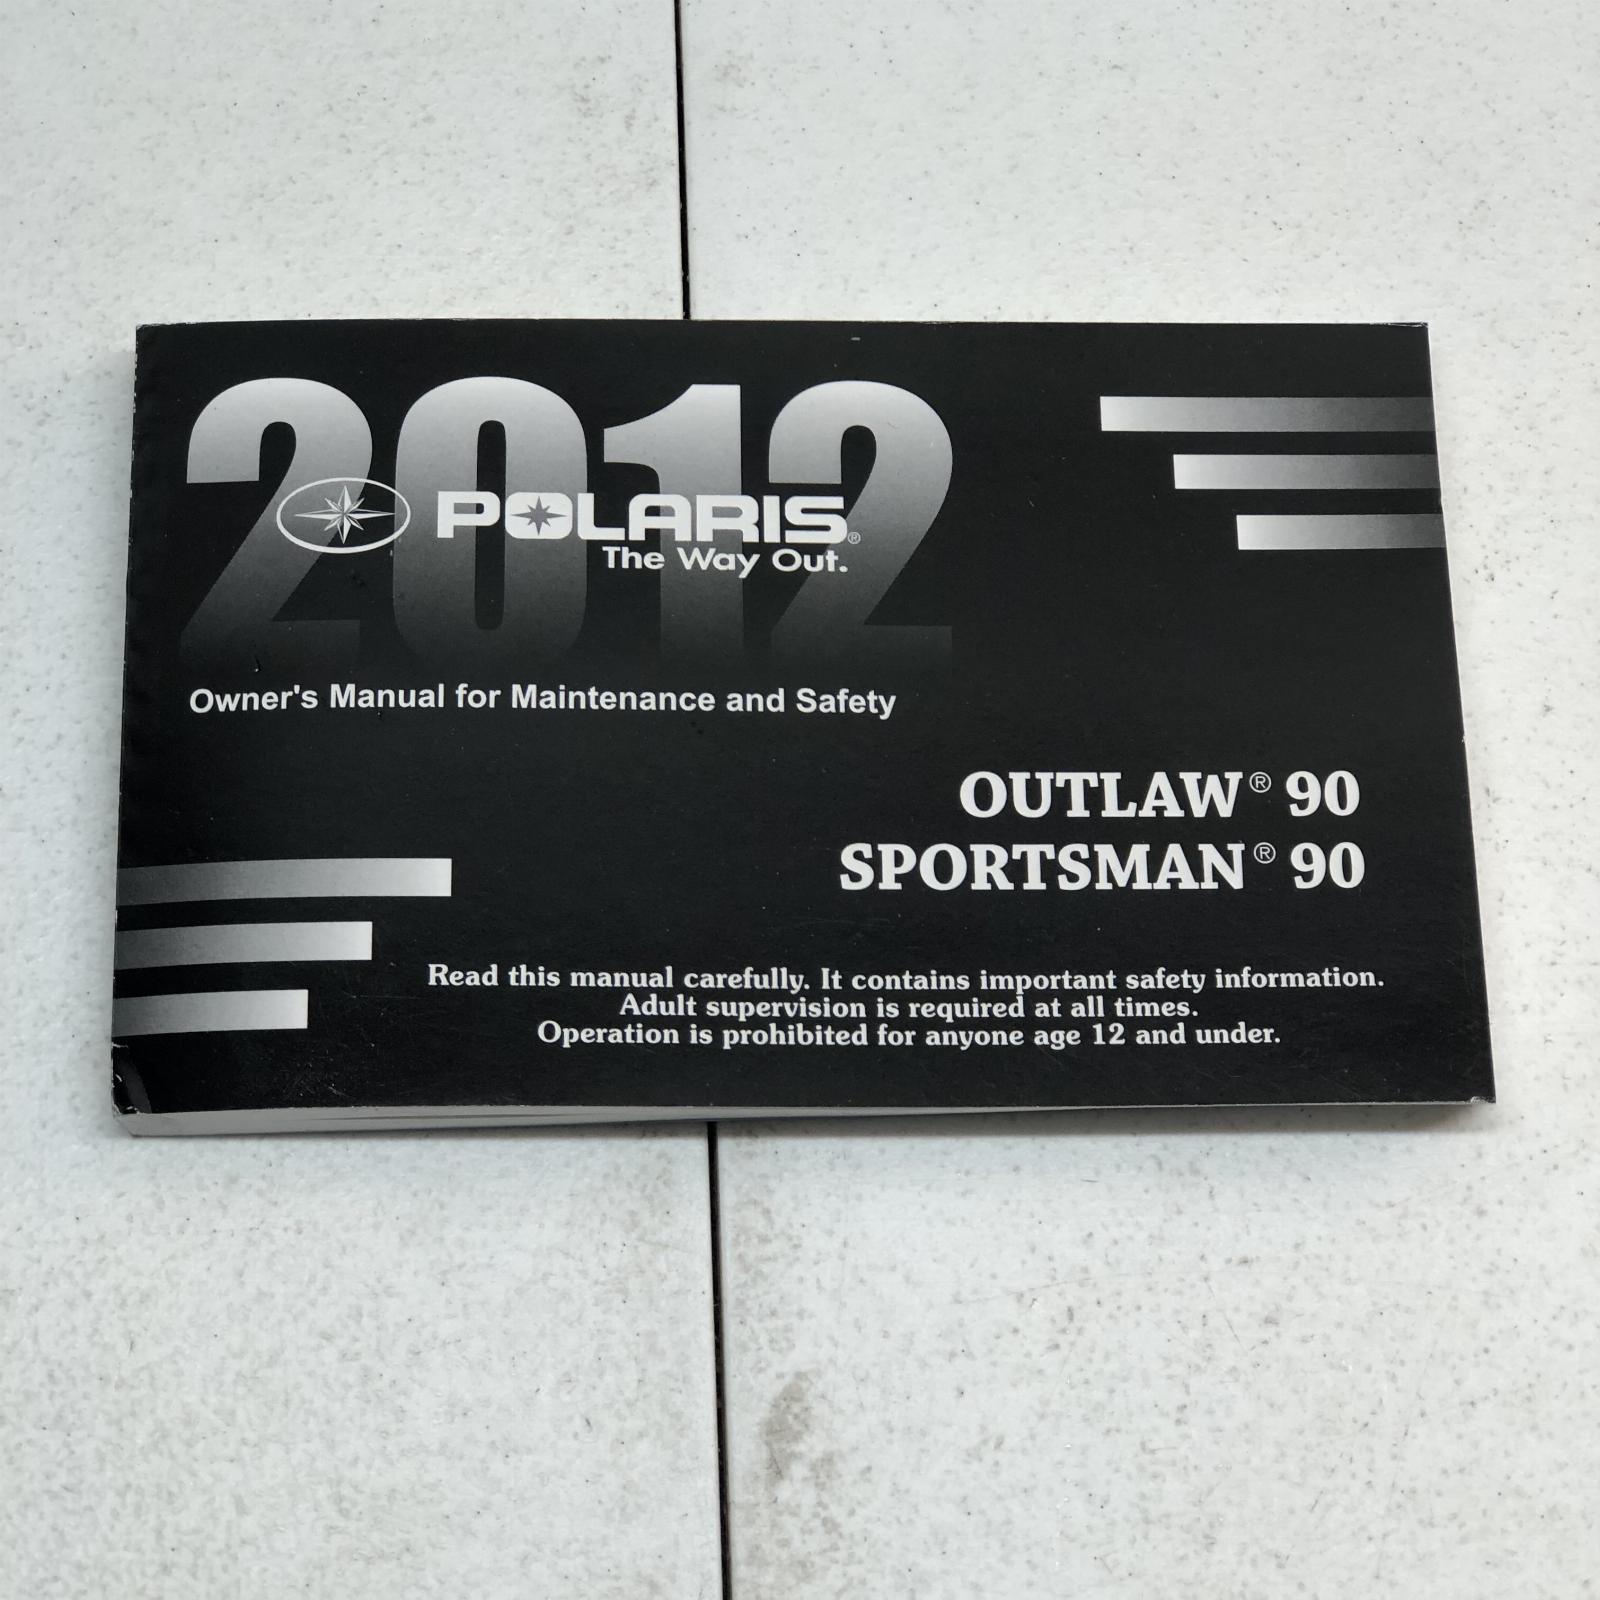 2012
POLARIS®
The Way Out.
Owner's Manual for Maintenance and Safety
OUTLAW® 90
SPORTSMAN® 90
Read this manual carefully. It contains important safety information.
Adult supervision is required at all times.
Operation is prohibited for anyone age 12 and under.